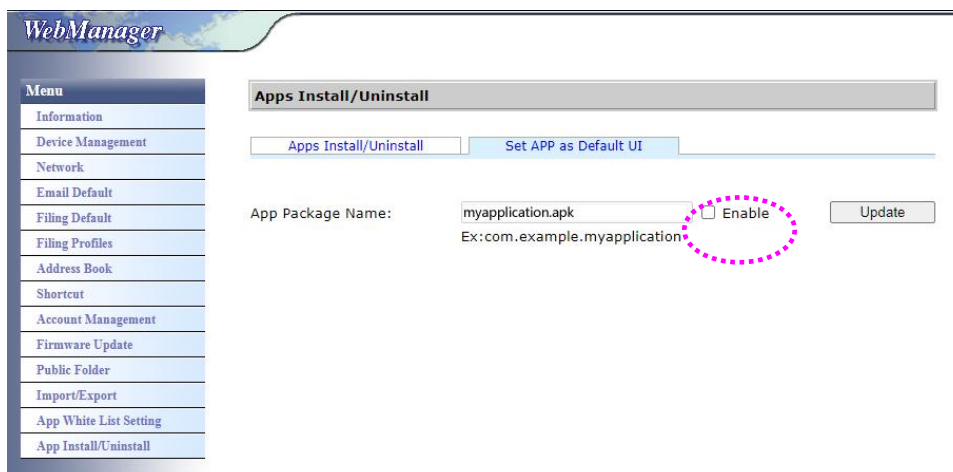 WebManager
Menu
Information
Device Management
Network
Email Default
Filing Default
Filing Profiles
Address Book
Shortcut
Account Management
Firmware Update
Public Folder
Import/Export
App White List Setting
App Install/Uninstall
Apps Install/Uninstall
Apps Install/Uninstall Set APP as Default UI
App Package Name: myapplication.apk Enable Update
Ex:com.example.myapplication